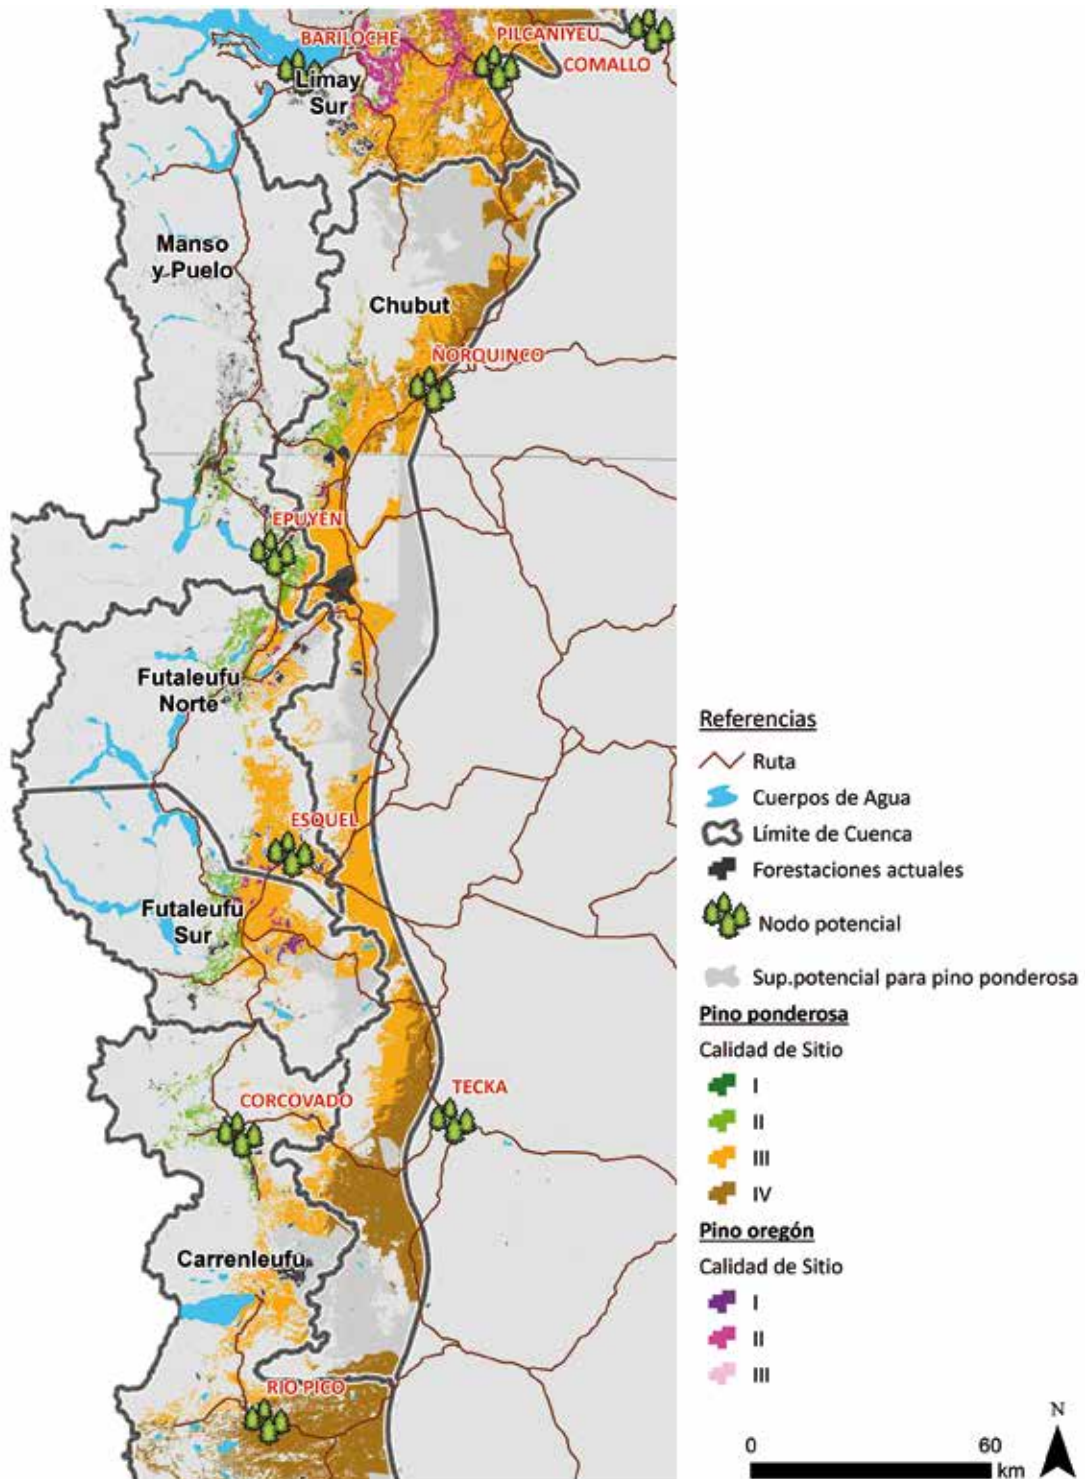 BARILOCHE
PILCANIYEU
COMALLO
Limay
Sur
Manso
y Puelo
Chubut
ÑORQUINCO
EPUYEN
Futaleufu
Norte
ESQUEL
Futaleufu
Sur
CORCOVADO
TECKA
Carrenleufu
RIO PICO
Referencias
Ruta
Cuerpos de Agua
Límite de Cuenca
Forestaciones actuales
Nodo potencial
Sup.potencial para pino ponderosa
Pino ponderosa
Calidad de Sitio
I
II
III
IV
Pino oregón
Calidad de Sitio
I
II
III
N
0 60
km